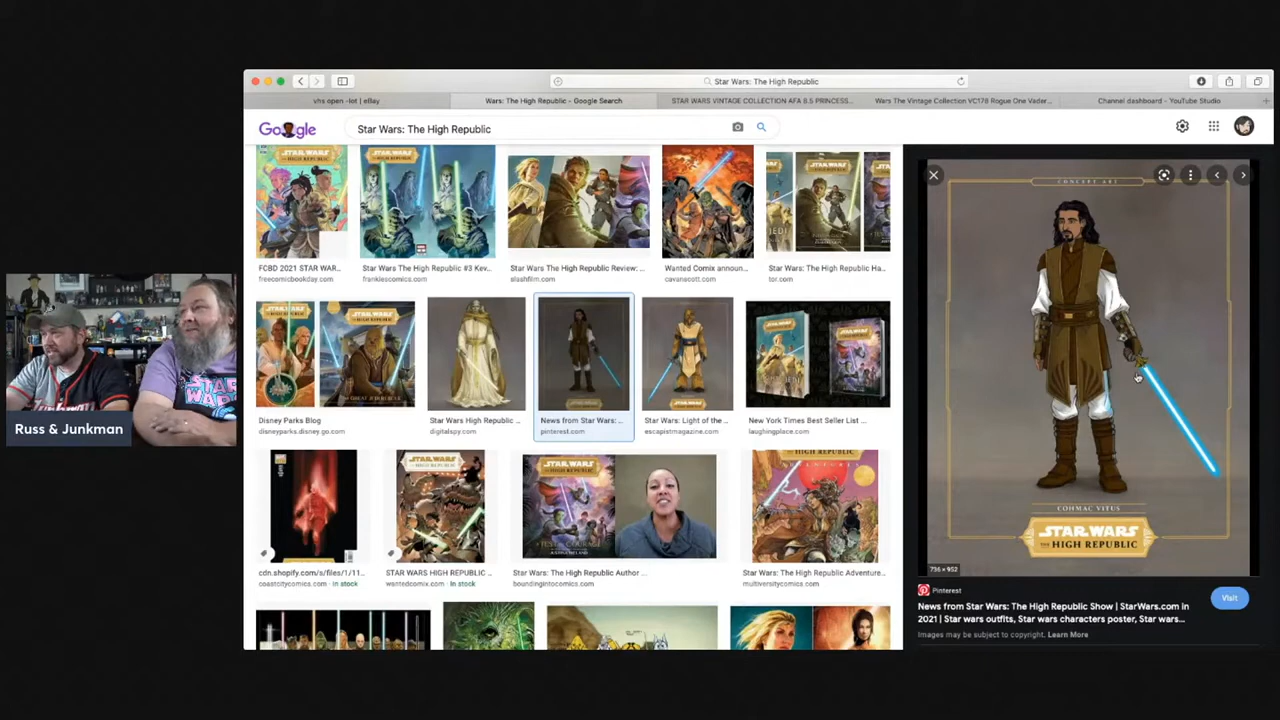 Star Wars: The High Republic
vhs open -lot | eBay
Wars: The High Republic - Google Search
STAR WARS VINTAGE COLLECTION AFA 8.5 PRINCESS...
Wars The Vintage Collection VC178 Rogue One Vader...
Channel dashboard - YouTube Studio
Google
Star Wars: The High Republic
FCBD 2021 STAR WAR...
freecomicbookday.com
Star Wars The High Republic #3 Kev...
frankiescomics.com
Star Wars The High Republic Review: ...
slashfilm.com
Wanted Comix announ...
cavanscott.com
Star Wars: The High Republic Ha...
tor.com
Disney Parks Blog
disneyparks.disney.go.com
Star Wars High Republic ...
digitalspy.com
News from Star Wars: ...
pinterest.com
Star Wars: Light of the ...
escapistmagazine.com
New York Times Best Seller List ...
laughingplace.com
cdn.shopify.com/s/files/1/11...
coastcitycomics.com · In stock
STAR WARS HIGH REPUBLIC ...
wantedcomix.com · In stock
Star Wars: The High Republic Author ...
boundingintocomics.com
Star Wars: The High Republic Adventure...
multiversitycomics.com
Russ & Junkman
CONCEPT ART
COHMAC VITUS
STAR WARS
THE HIGH REPUBLIC
736 × 952
Pinterest
News from Star Wars: The High Republic Show | StarWars.com in
2021 | Star wars outfits, Star wars characters poster, Star wars...
Visit
Images may be subject to copyright. Learn More